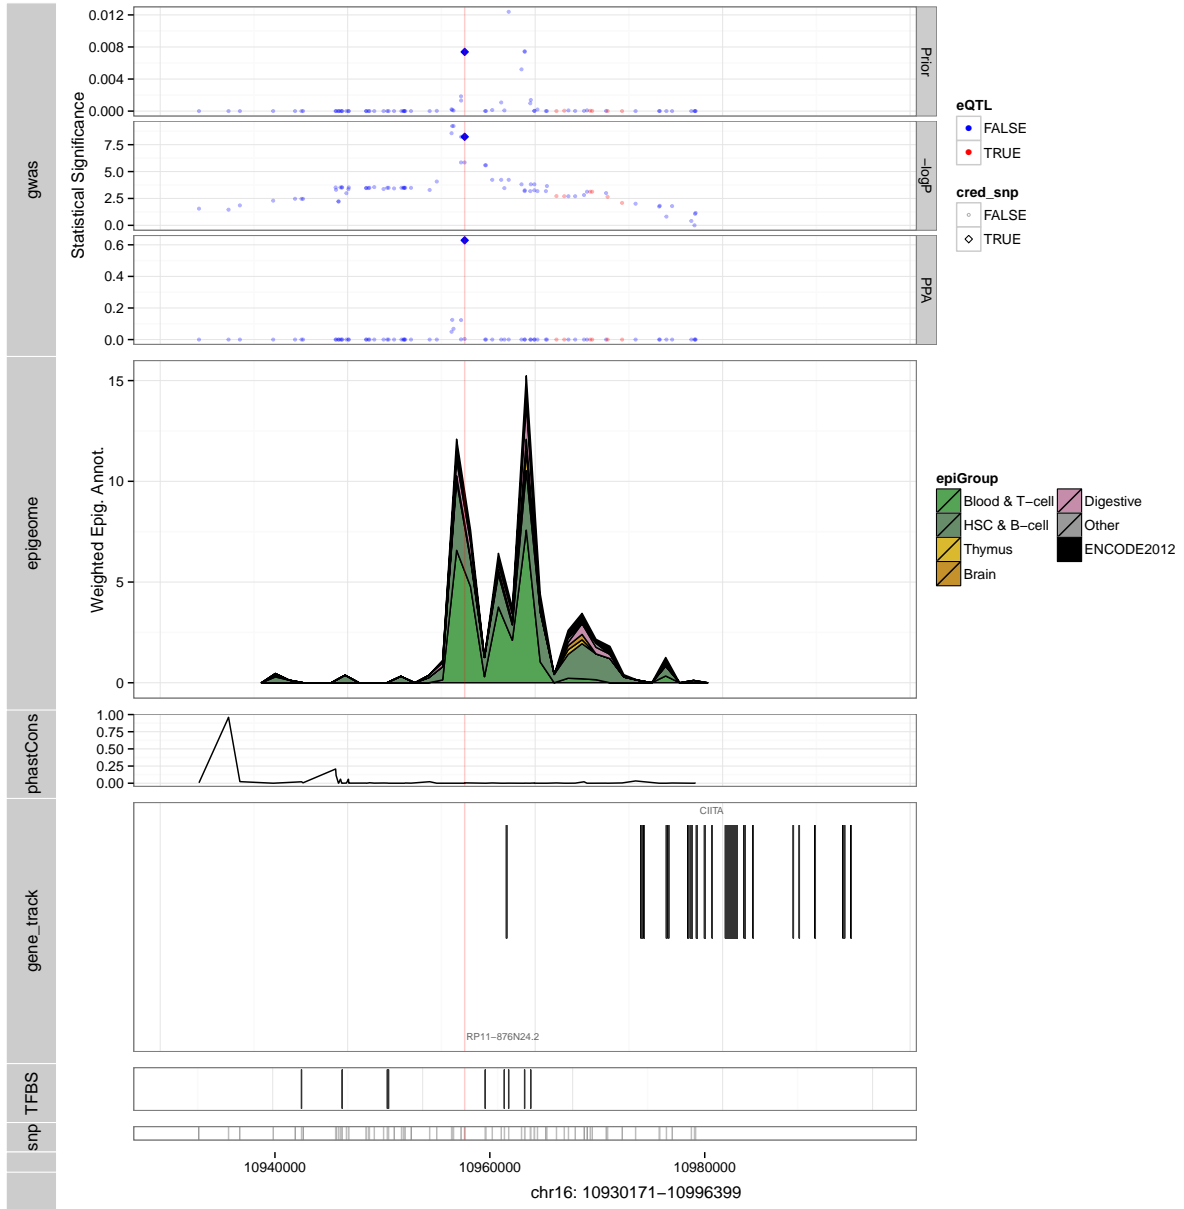 gwas
Statistical Significance
0.012
0.008
0.004
0.000
Prior
7.5
5.0
2.5
0.0
−logP
0.6
0.4
0.2
0.0
PPA
eQTL
FALSE
TRUE
cred_snp
FALSE
TRUE
epigeome
Weighted Epig. Annot.
15
10
5
0
epiGroup
Blood & T−cell
HSC & B−cell
Thymus
Brain
Digestive
Other
ENCODE2012
phastCons
1.00
0.75
0.50
0.25
0.00
gene_track
CIITA
RP11−876N24.2
TFBS
snp
10940000 10960000 10980000
chr16: 10930171−10996399